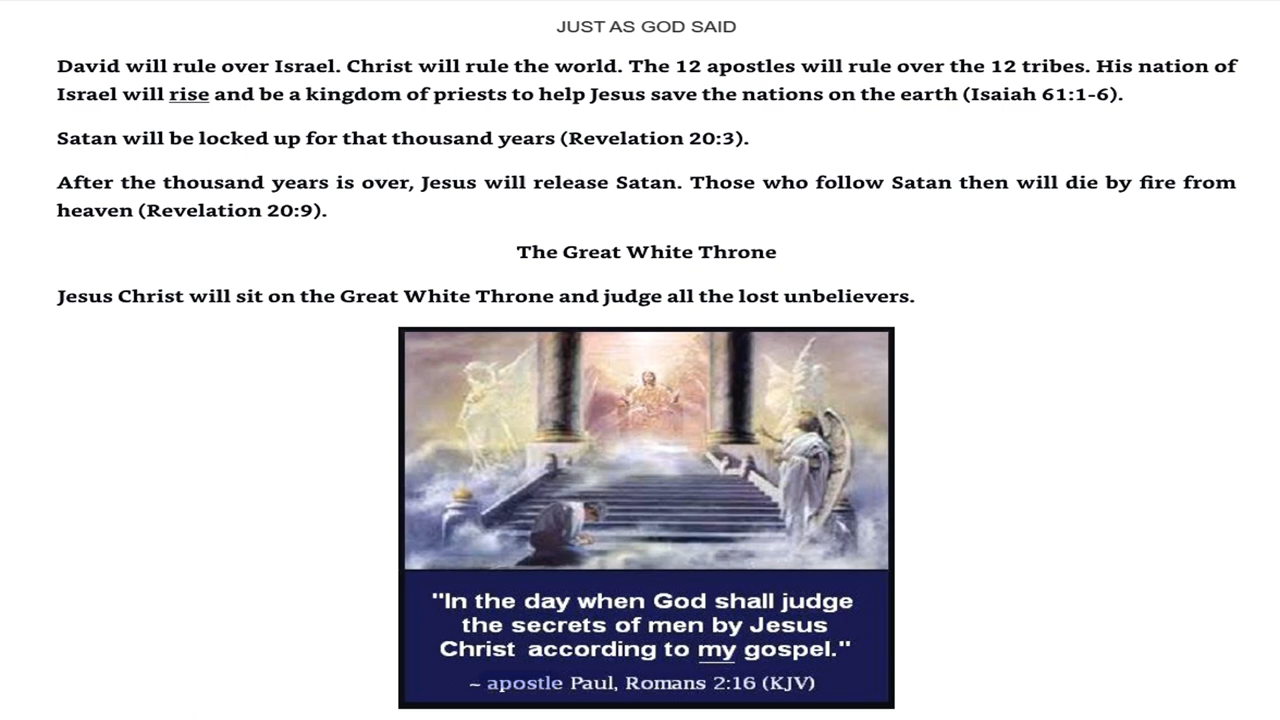 JUST AS GOD SAID
David will rule over Israel. Christ will rule the world. The 12 apostles will rule over the 12 tribes. His nation of
Israel will rise and be a kingdom of priests to help Jesus save the nations on the earth (Isaiah 61:1-6).
Satan will be locked up for that thousand years (Revelation 20:3).
After the thousand years is over, Jesus will release Satan. Those who follow Satan then will die by fire from
heaven (Revelation 20:9).
The Great White Throne
Jesus Christ will sit on the Great White Throne and judge all the lost unbelievers.
"In the day when God shall judge
the secrets of men by Jesus
Christ according to my gospel."
~ apostle Paul, Romans 2:16 (KJV)